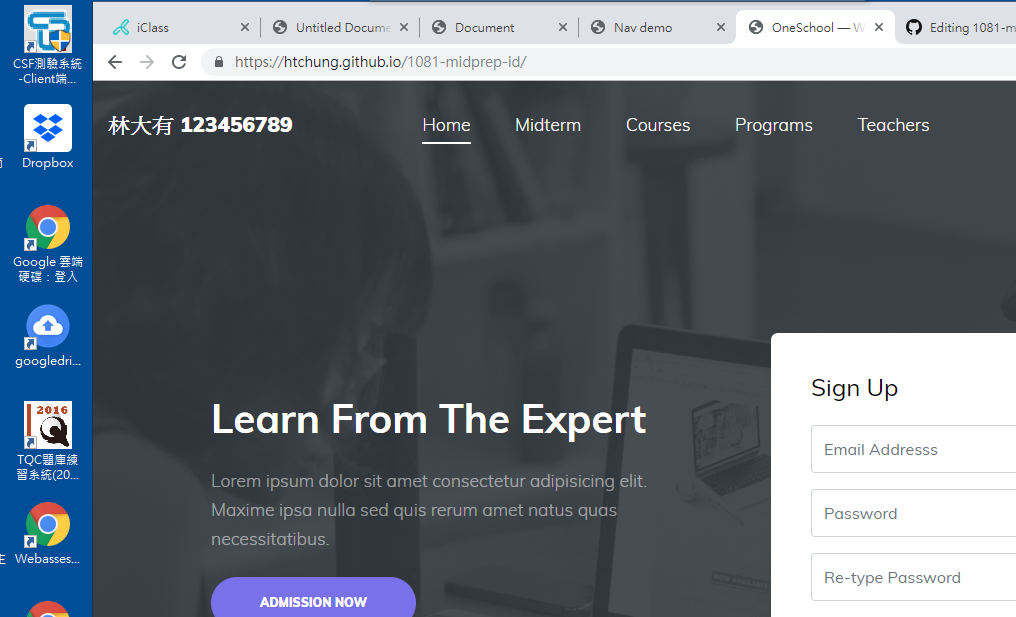 CSF測驗系統
-Client端...
Dropbox
Google 雲端
硬碟：登入
googledri...
2016
TQC題庫練
習系統(20...
Webasses...
iClass
Untitled Docume
Document
Nav demo
OneSchool — W
Editing 1081-m
https://htchung.github.io/1081-midprep-id/
林大有 123456789
Home
Midterm
Courses
Programs
Teachers
Learn From The Expert
Lorem ipsum dolor sit amet consectetur adipisicing elit.
Maxime ipsa nulla sed quis rerum amet natus quas
necessitatibus.
ADMISSION NOW
Sign Up
Email Addresss
Password
Re-type Password